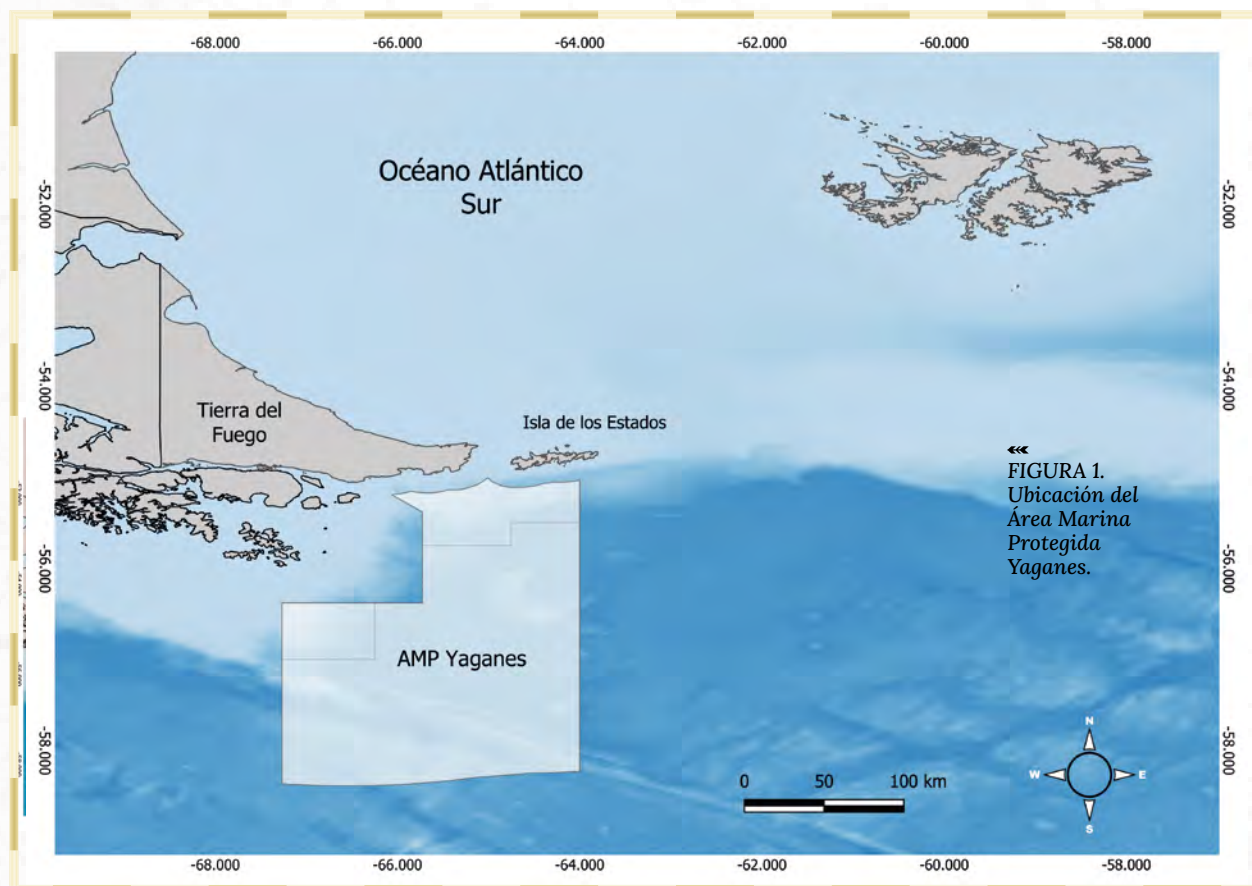 -68.000
-66.000
-64.000
-62.000
-60.000
-58.000
Océano Atlántico
Sur
-52.000
-52.000
-54.000
-54.000
Tierra del
Fuego
Isla de los Estados
FIGURA 1.
Ubicación del
Área Marina
Protegida
Yaganes.
-56.000
-56.000
AMP Yaganes
-58.000
-58.000
0
50
100 km
N
W
E
S
-68.000
-66.000
-64.000
-62.000
-60.000
-58.000